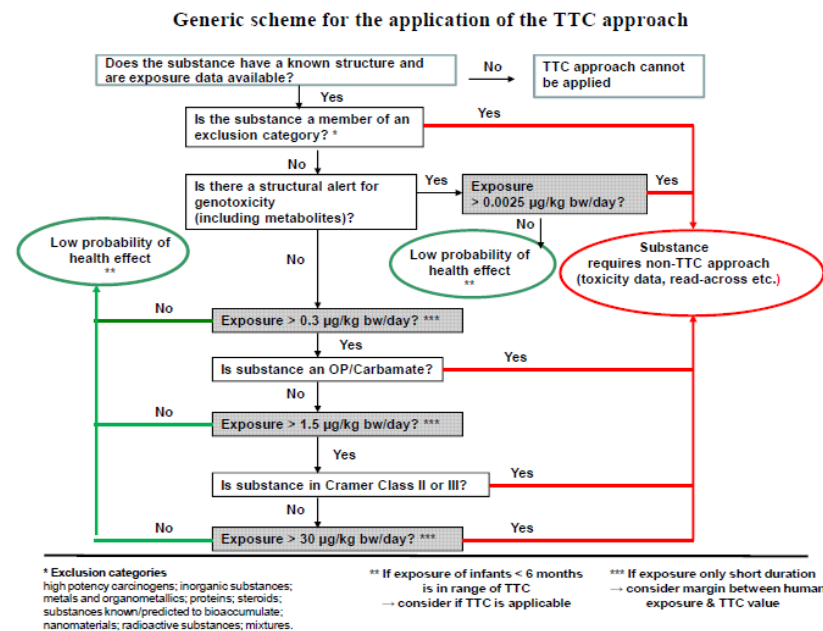 Generic scheme for the application of the TTC approach
Does the substance have a known structure and
are exposure data available?
No
TTC approach cannot
be applied
Yes
Is the substance a member of an
exclusion category? *
Yes
No
Is there a structural alert for
genotoxicity
(including metabolites)?
Yes
Exposure
> 0.0025 µg/kg bw/day?
Yes
No
Low probability of
health effect
**
No
Low probability of
health effect
**
Substance
requires non-TTC approach
(toxicity data, read-across etc.)
No
Exposure > 0.3 µg/kg bw/day? ***
Yes
Is substance an OP/Carbamate?
Yes
No
No
Exposure > 1.5 µg/kg bw/day? ***
Yes
Is substance in Cramer Class II or III?
Yes
No
No
Exposure > 30 µg/kg bw/day? ***
Yes
* Exclusion categories
high potency carcinogens; inorganic substances;
metals and organometallics; proteins; steroids;
substances known/predicted to bioaccumulate;
nanomaterials; radioactive substances; mixtures.
** If exposure of infants < 6 months
is in range of TTC
→ consider if TTC is applicable
*** If exposure only short duration
→ consider margin between human
exposure & TTC value